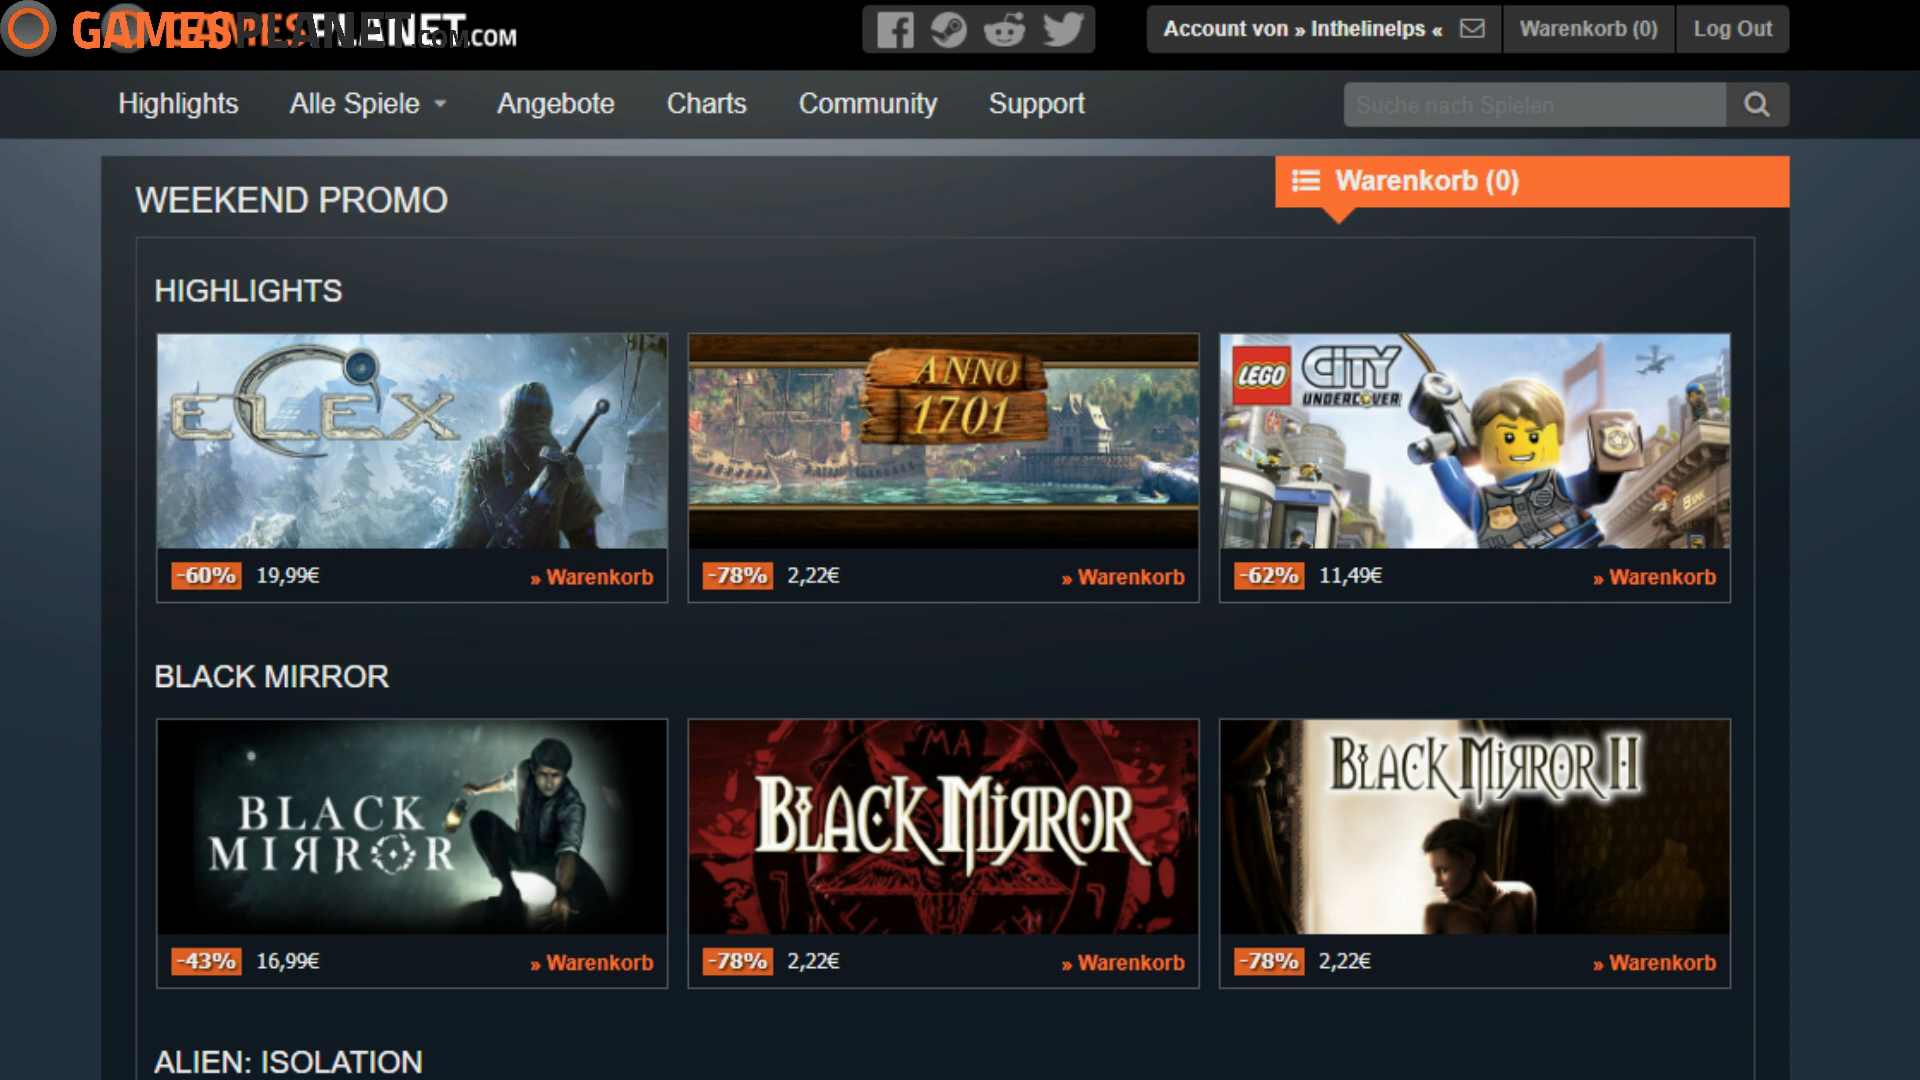 GAMESPLANET.COM
Account von » Inthelinelps «
Warenkorb (0)
Log Out
Highlights
Alle Spiele
Angebote
Charts
Community
Support
Suche nach Spielen
WEEKEND PROMO
Warenkorb (0)
HIGHLIGHTS
ELEX
ANNO
1701
LEGO
CITY
UNDERCOVER
-60% 19,99€ » Warenkorb
-78% 2,22€ » Warenkorb
-62% 11,49€ » Warenkorb
BLACK MIRROR
BLACK
MIRROR
BLACK MIRROR
BLACK MIRROR II
-43% 16,99€ » Warenkorb
-78% 2,22€ » Warenkorb
-78% 2,22€ » Warenkorb
ALIEN: ISOLATION